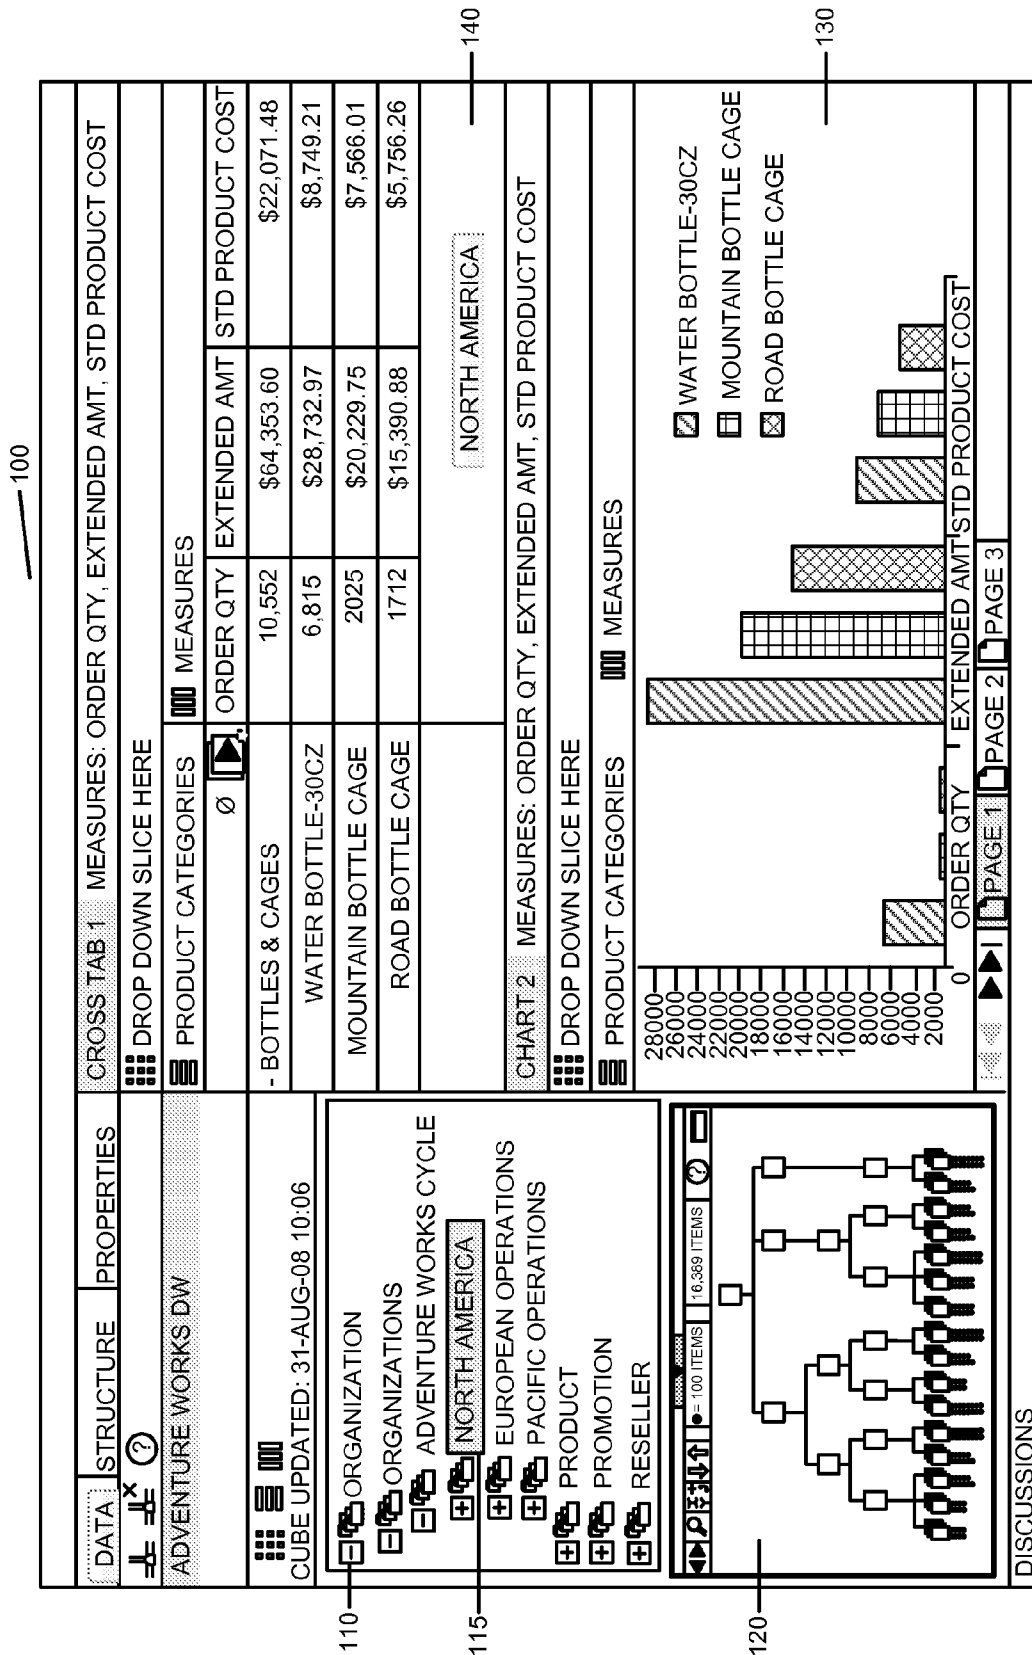 100
DATA
STRUCTURE
PROPERTIES
ADVENTURE WORKS DW
CUBE UPDATED: 31-AUG-08 10:06
110
ORGANIZATION
ORGANIZATIONS
ADVENTURE WORKS CYCLE
115
NORTH AMERICA
EUROPEAN OPERATIONS
PACIFIC OPERATIONS
PRODUCT
PROMOTION
RESELLER
120
= 100 ITEMS
16,389 ITEMS
DISCUSSIONS
CROSS TAB 1 MEASURES: ORDER QTY, EXTENDED AMT, STD PRODUCT COST
DROP DOWN SLICE HERE
PRODUCT CATEGORIES MEASURES
Ø ORDER QTY EXTENDED AMT STD PRODUCT COST
- BOTTLES & CAGES 10,552 $64,353.60 $22,071.48
WATER BOTTLE-30CZ 6,815 $28,732.97 $8,749.21
MOUNTAIN BOTTLE CAGE 2025 $20,229.75 $7,566.01
ROAD BOTTLE CAGE 1712 $15,390.88 $5,756.26
NORTH AMERICA
140
CHART 2 MEASURES: ORDER QTY, EXTENDED AMT, STD PRODUCT COST
DROP DOWN SLICE HERE
PRODUCT CATEGORIES MEASURES
28000
26000
24000
22000
20000
18000
16000
14000
12000
10000
8000
6000
4000
2000
0
WATER BOTTLE-30CZ
MOUNTAIN BOTTLE CAGE
ROAD BOTTLE CAGE
130
ORDER QTY EXTENDED AMT STD PRODUCT COST
PAGE 1 PAGE 2 PAGE 3